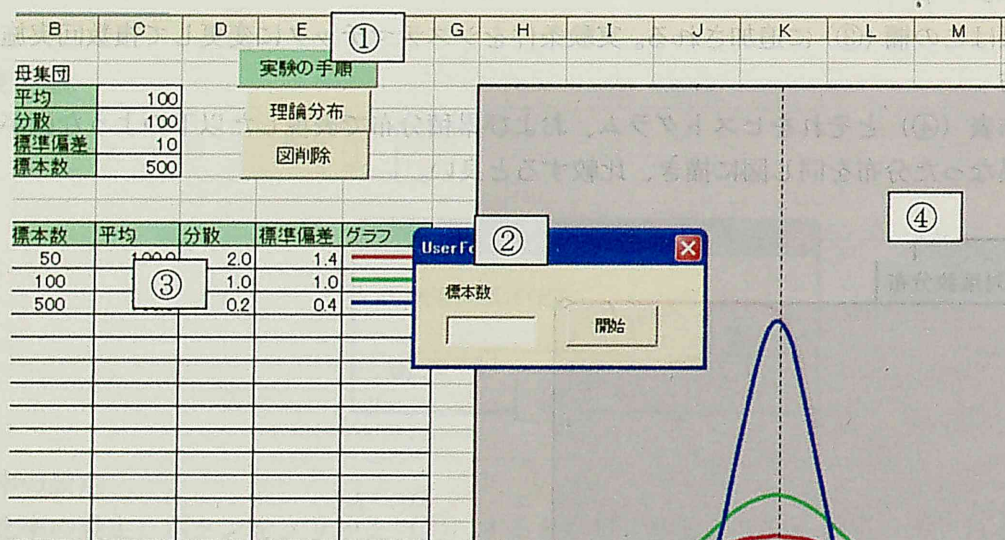 B C D E G H I J K L M
①
母集団
実験の手順
平均 100
理論分布
分散 100
標準偏差 10
図削除
標本数 500
④
標本数 平均 分散 標準偏差 グラフ
②
UserFo
50 100.0 2.0 1.4
③
100 1.0 1.0
標本数
500 0.2 0.4
開始